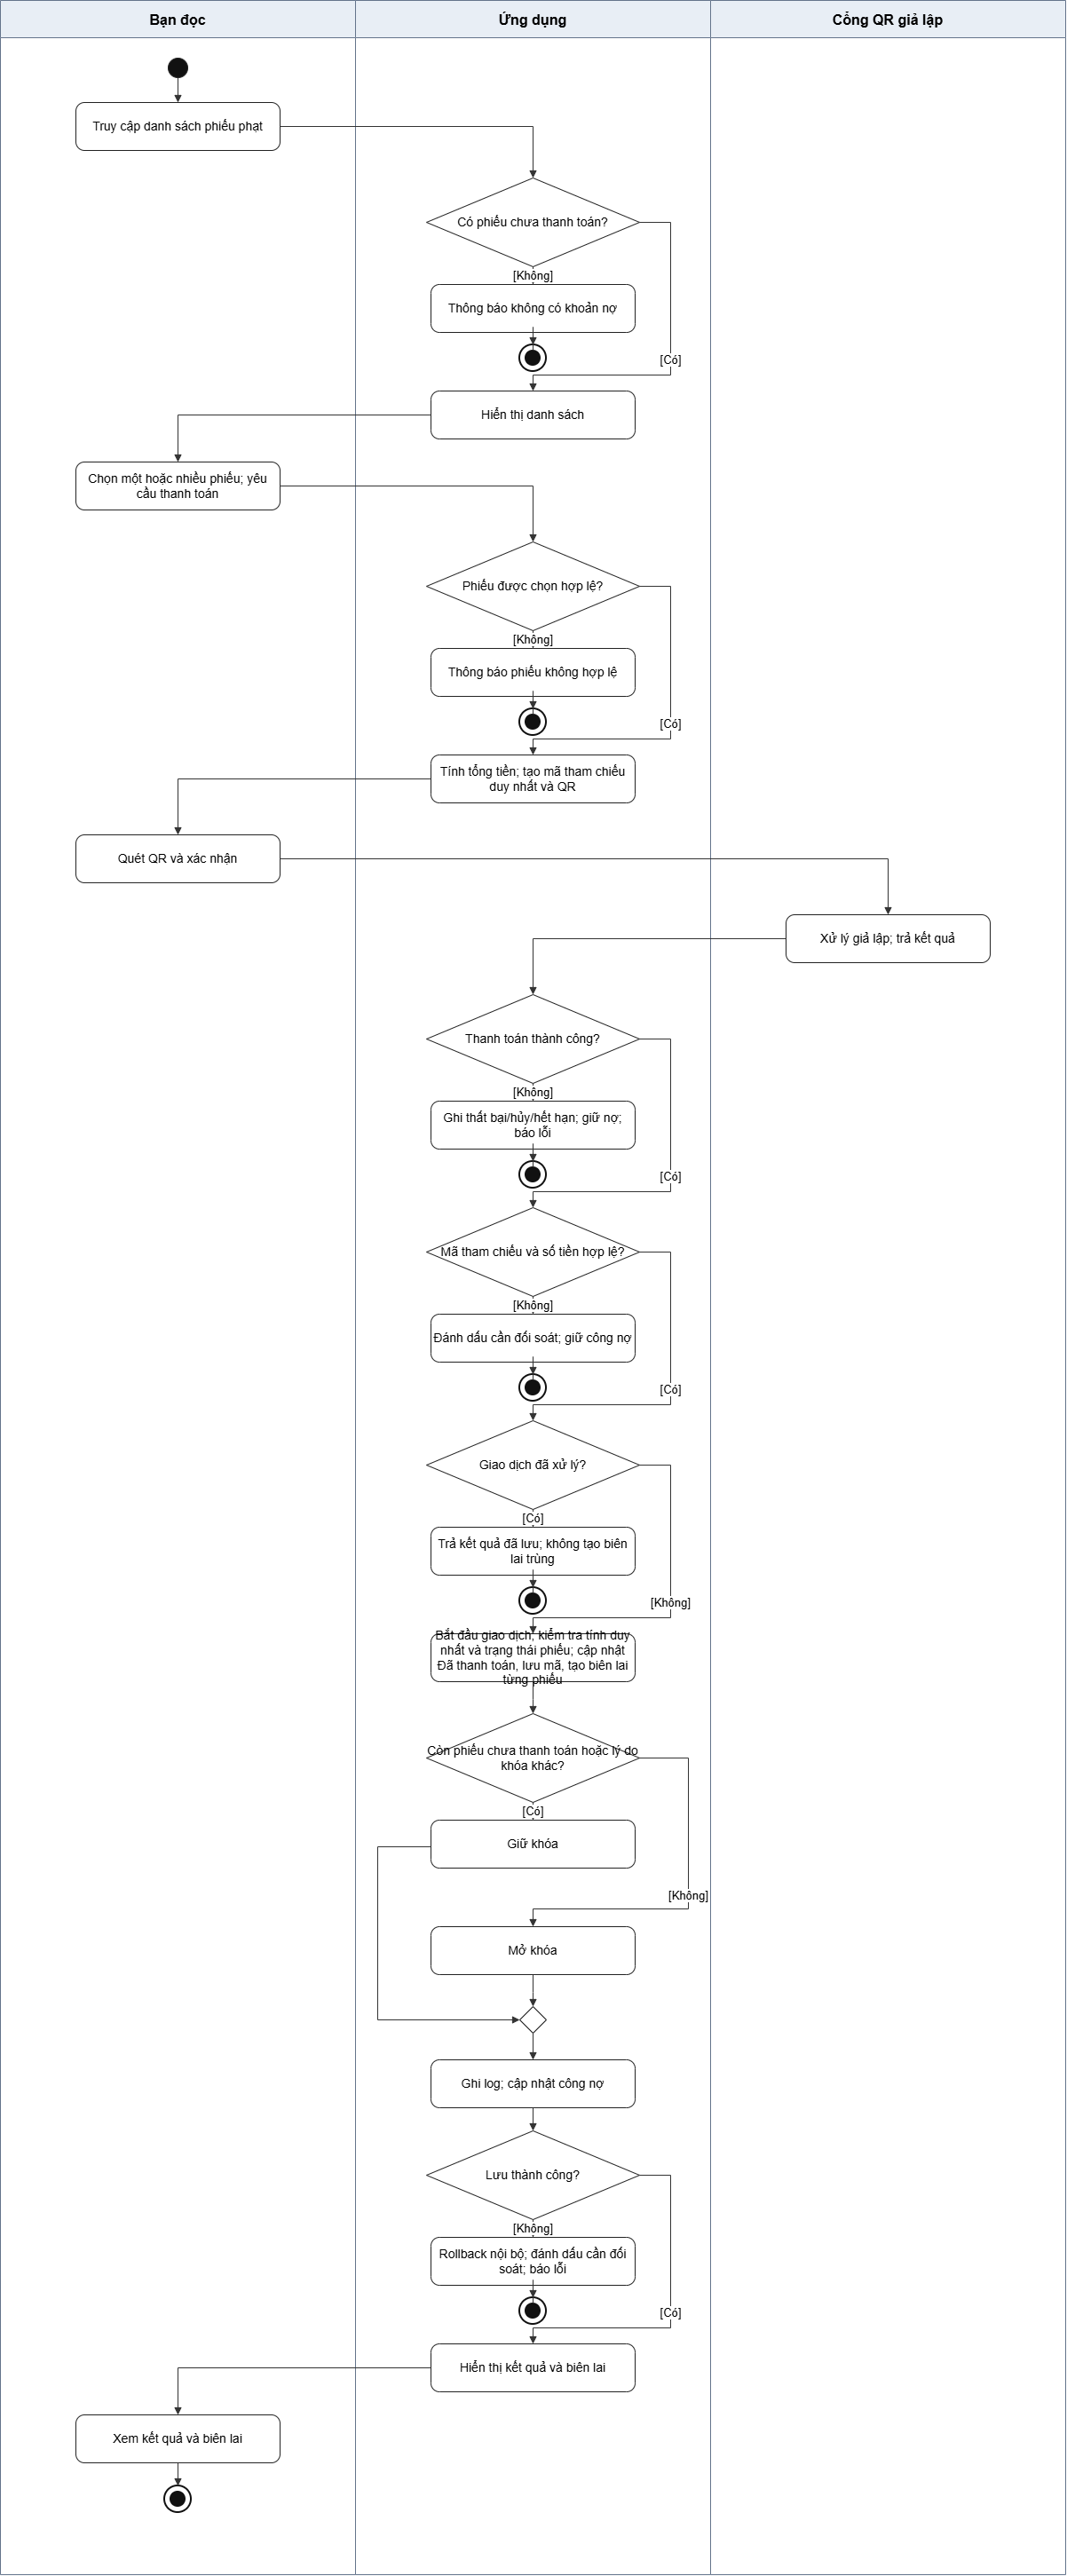 Bạn đọc
Ứng dụng
Cổng QR giả lập
Truy cập danh sách phiếu phạt
Có phiếu chưa thanh toán?
[Không]
Thông báo không có khoản nợ
[Có]
Hiển thị danh sách
Chọn một hoặc nhiều phiếu; yêu
cầu thanh toán
Phiếu được chọn hợp lệ?
[Không]
Thông báo phiếu không hợp lệ
[Có]
Tính tổng tiền; tạo mã tham chiếu
duy nhất và QR
Quét QR và xác nhận
Xử lý giả lập; trả kết quả
Thanh toán thành công?
[Không]
Ghi thất bại/hủy/hết hạn; giữ nợ;
báo lỗi
[Có]
Mã tham chiếu và số tiền hợp lệ?
[Không]
Đánh dấu cần đối soát; giữ công nợ
[Có]
Giao dịch đã xử lý?
[Có]
Trả kết quả đã lưu; không tạo biên
lai trùng
[Không]
Bắt đầu giao dịch; kiểm tra tính duy
nhất và trạng thái phiếu; cập nhật
Đã thanh toán, lưu mã, tạo biên lai
từng phiếu
Còn phiếu chưa thanh toán hoặc lý do
khóa khác?
[Có]
Giữ khóa
[Không]
Mở khóa
Ghi log; cập nhật công nợ
Lưu thành công?
[Không]
Rollback nội bộ; đánh dấu cần đối
soát; báo lỗi
[Có]
Hiển thị kết quả và biên lai
Xem kết quả và biên lai